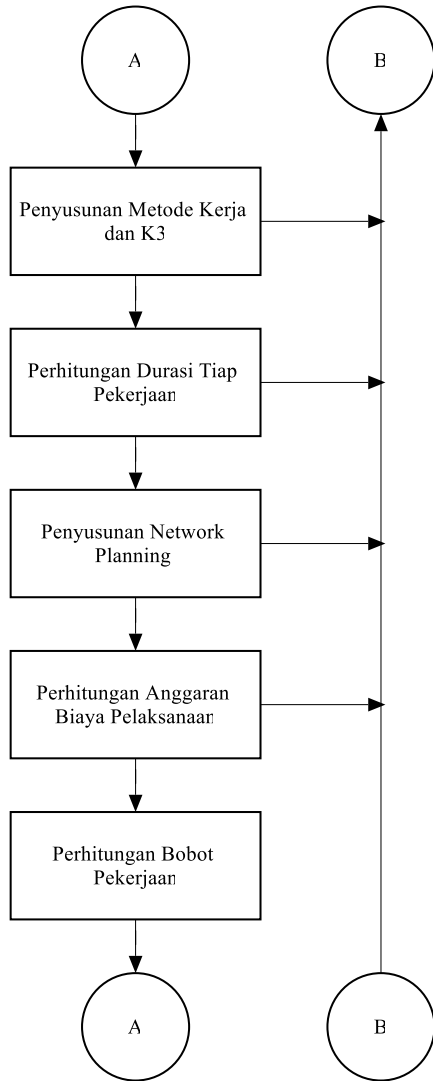 A
B
Penyusunan Metode Kerja
dan K3
Perhitungan Durasi Tiap
Pekerjaan
Penyusunan Network
Planning
Perhitungan Anggaran
Biaya Pelaksanaan
Perhitungan Bobot
Pekerjaan
A
B